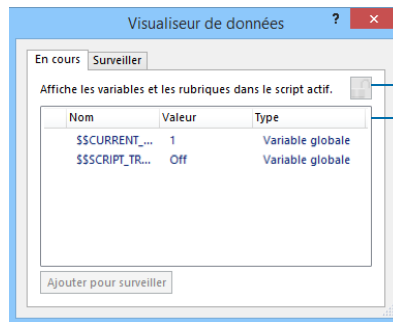 Visualiseur de données
? ×
En cours Surveiller
Affiche les variables et les rubriques dans le script actif.
Nom Valeur Type
$$CURRENT_... 1 Variable globale
$$SCRIPT_TR... Off Variable globale
Ajouter pour surveiller